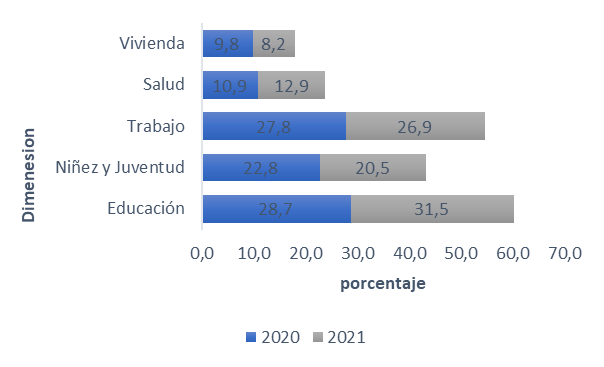 Dimenesion
Vivienda 9,8 8,2
Salud 10,9 12,9
Trabajo 27,8 26,9
Niñez y Juventud 22,8 20,5
Educación 28,7 31,5
0,0 10,0 20,0 30,0 40,0 50,0 60,0 70,0
porcentaje
2020 2021